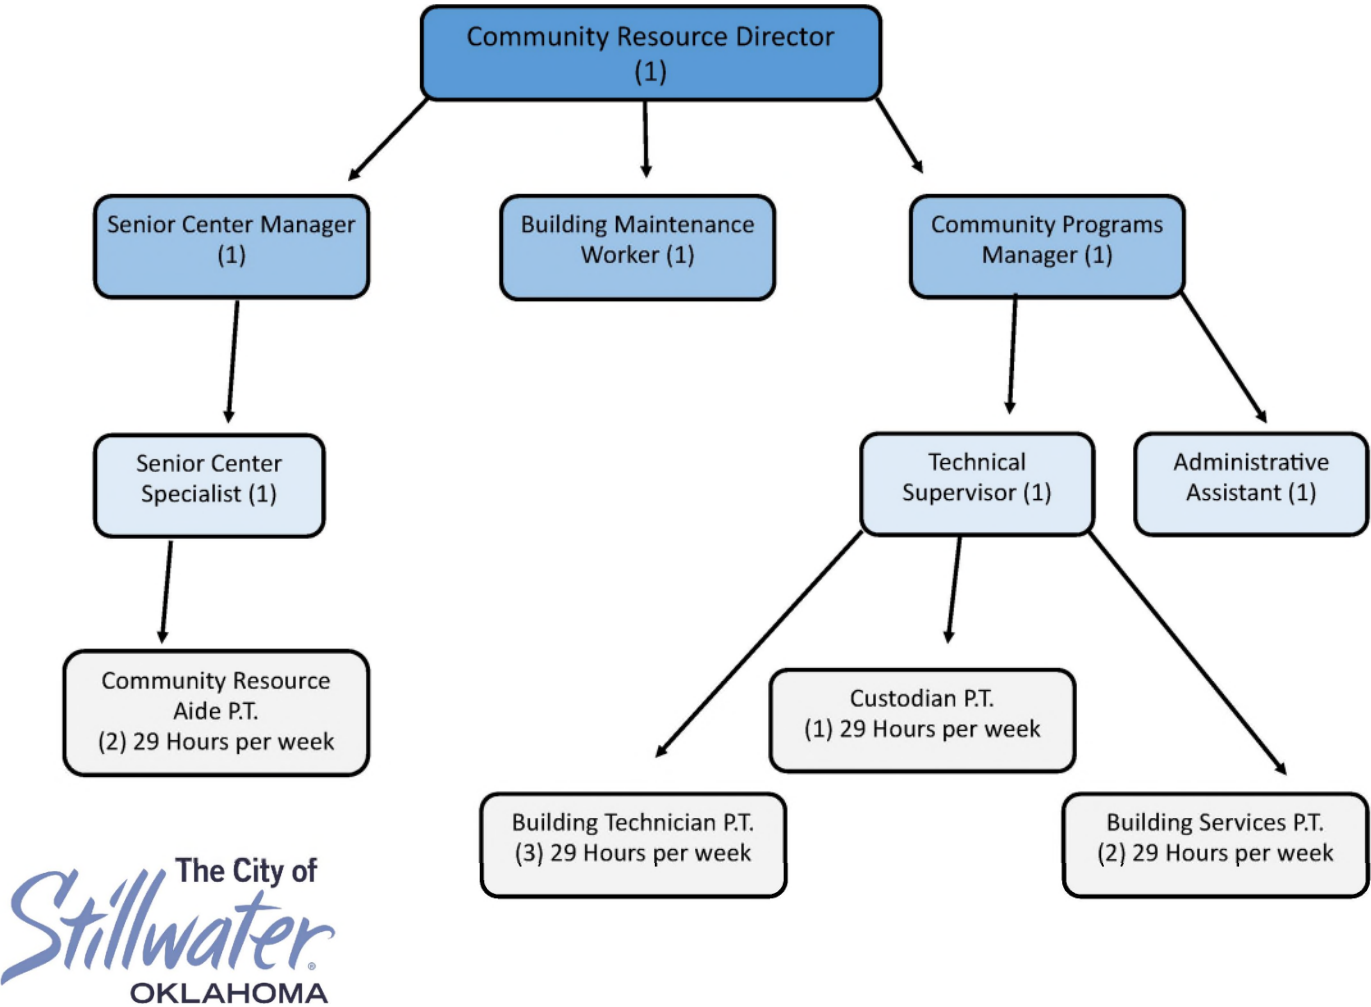 Community Resource Director
(1)
Senior Center Manager
(1)
Building Maintenance
Worker (1)
Community Programs
Manager (1)
Senior Center
Specialist (1)
Technical
Supervisor (1)
Administrative
Assistant (1)
Community Resource
Aide P.T.
(2) 29 Hours per week
Custodian P.T.
(1) 29 Hours per week
Building Technician P.T.
(3) 29 Hours per week
Building Services P.T.
(2) 29 Hours per week
The City of
Stillwater®
OKLAHOMA